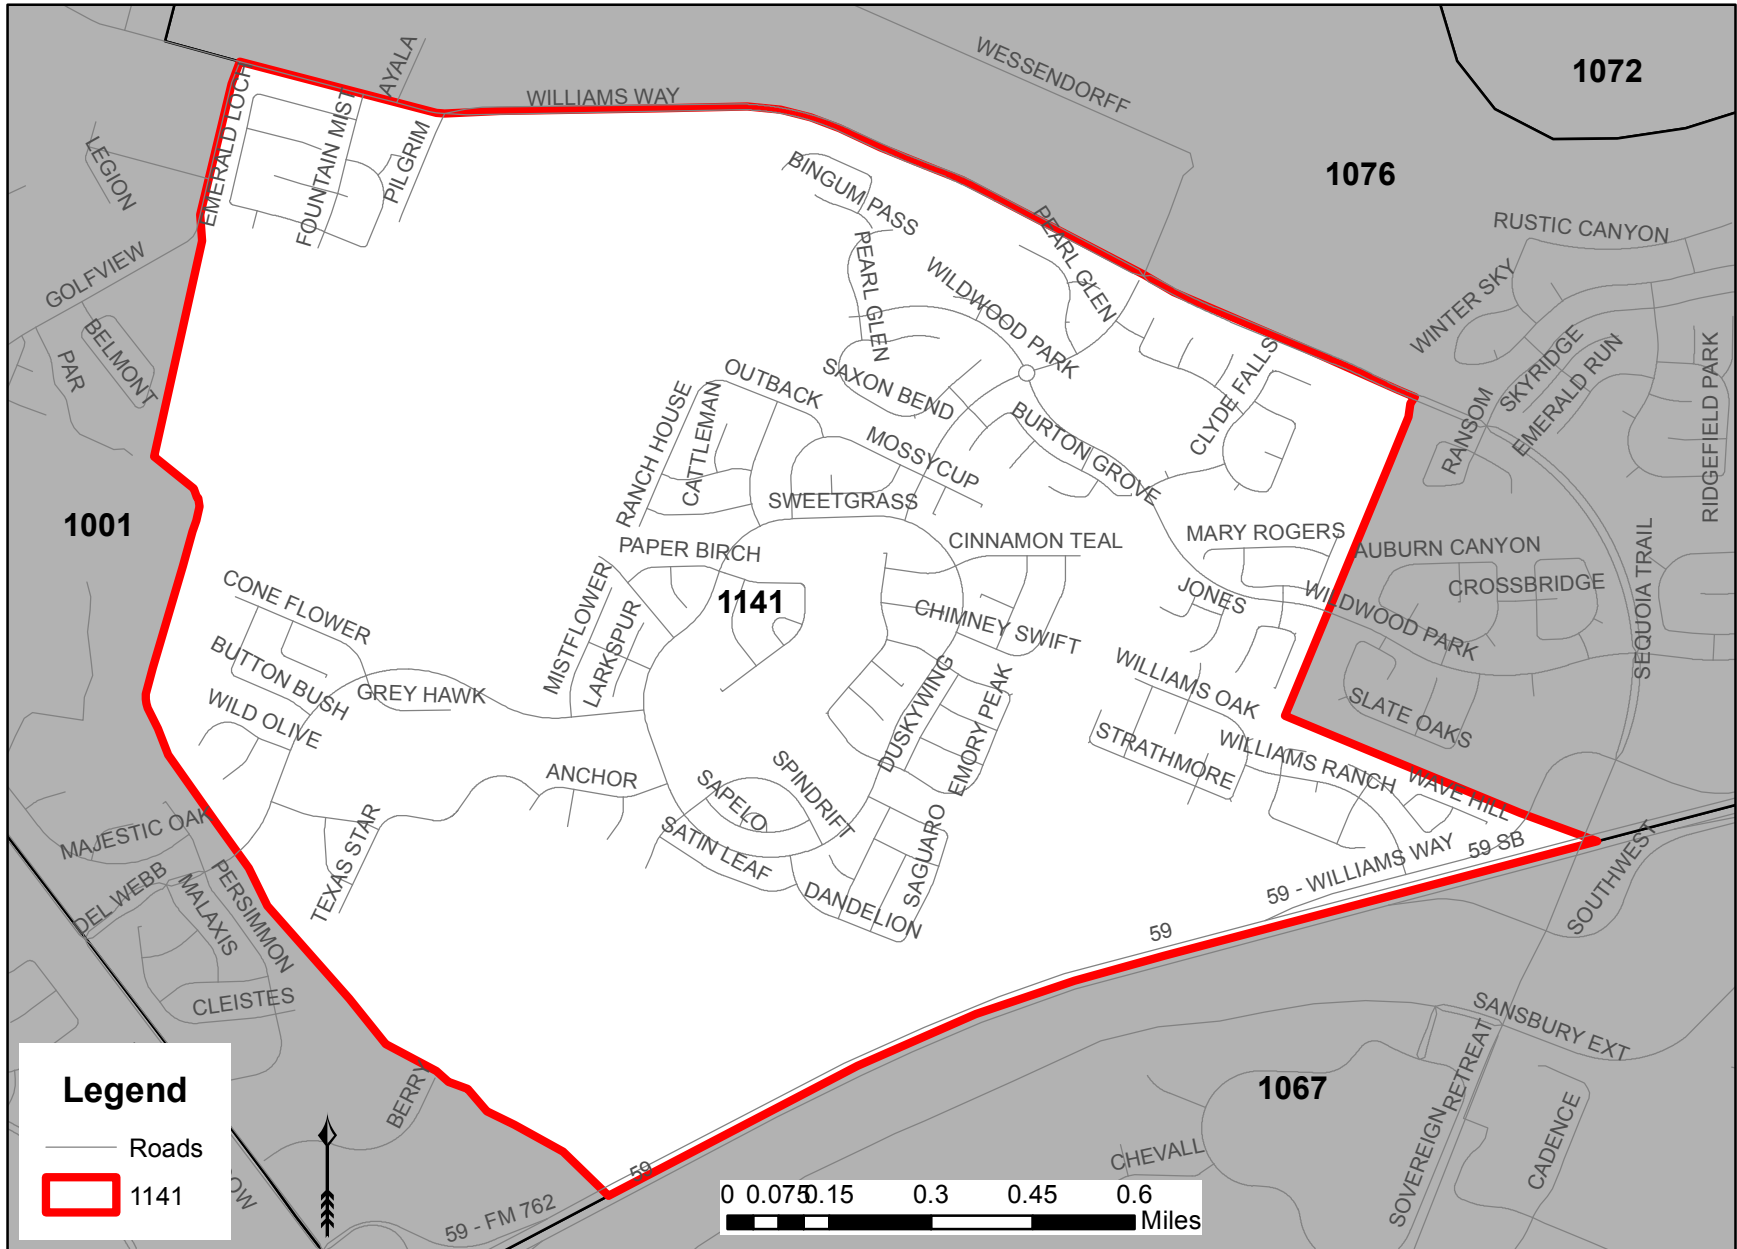 WESSENDORFF
1072
AYALA
WILLIAMS WAY
EMERALD LOCH
FOUNTAIN MIST
PILGRIM
LEGION
BINGUM PASS
1076
PEARL GLEN
RUSTIC CANYON
GOLFVIEW
PEARL GLEN
WILDWOOD PARK
WINTER SKY
BELMONT
PAR
SAXON BEND
OUTBACK
CLYDE FALLS
SKYRIDGE
EMERALD RUN
RIDGEFIELD PARK
RANCH HOUSE
CATTLEMAN
BURTON GROVE
RANSOM
MOSSYCUP
SWEETGRASS
1001
MARY ROGERS
PAPER BIRCH
CINNAMON TEAL
AUBURN CANYON
CROSSBRIDGE
CONE FLOWER
MISTFLOWER
LARKSPUR
1141
CHIMNEY SWIFT
JONES
WILDWOOD PARK
SEQUOIA TRAIL
BUTTON BUSH
GREY HAWK
WILD OLIVE
DUSKYWING
EMORY PEAK
WILLIAMS OAK
SLATE OAKS
STRATHMORE
WILLIAMS RANCH
WAVE HILL
ANCHOR
SAPELO
SPINDRIFT
SATIN LEAF
SAGUARO
DANDELION
TEXAS STAR
MAJESTIC OAK
DEL WEBB
MALAXIS
PERSIMMON
CLEISTES
59 - WILLIAMS WAY
59 SB
59
SOUTHWEST
SANSBURY EXT
SOVEREIGN
RETREAT
1067
CADENCE
CHEVALL
BERRY
59
59 - FM 762
OW
Legend
Roads
1141
0 0.075 0.15 0.3 0.45 0.6
Miles